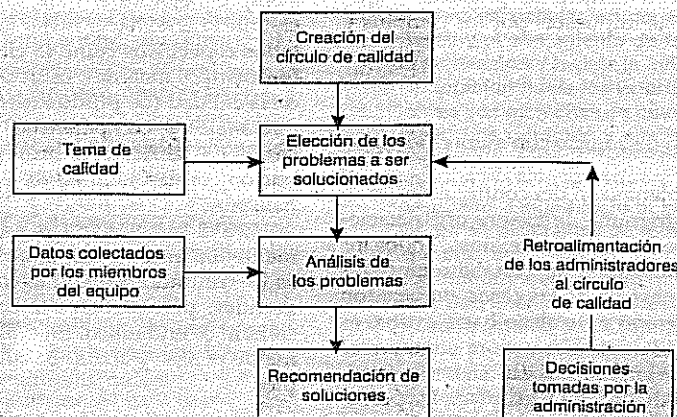 Creación del
círculo de calidad
Tema de
calidad
Elección de los
problemas a ser
solucionados
Datos colectados
por los miembros
del equipo
Análisis de
los problemas
Retroalimentación
de los administradores
al círculo
de calidad
Recomendación de
soluciones
Decisiones
tomadas por la
administración